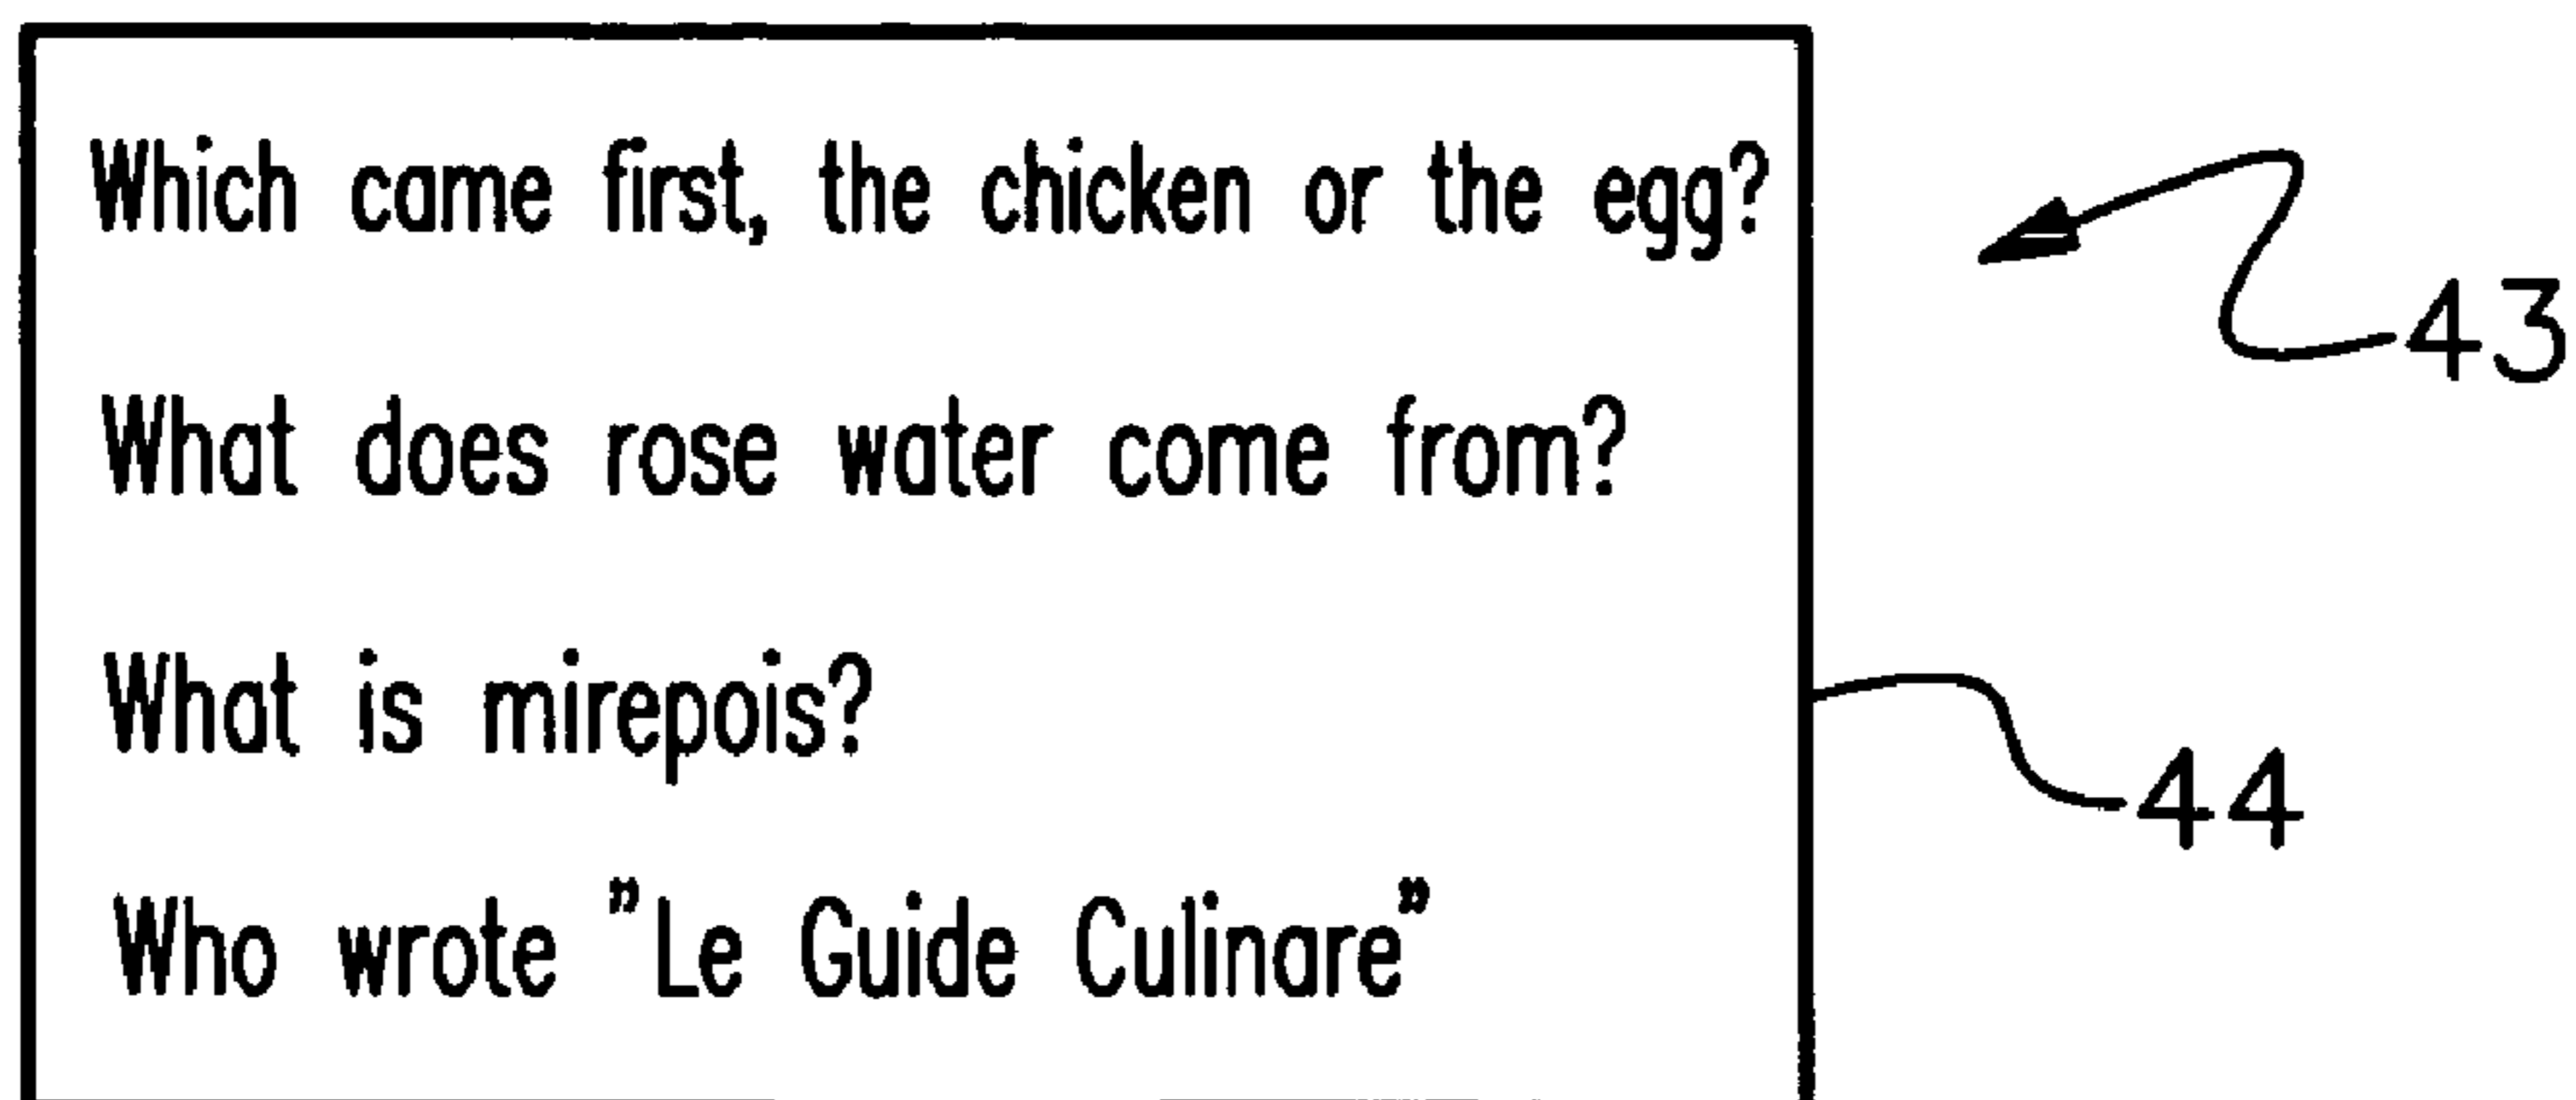 Which came first, the chicken or the egg?
43
What does rose water come from?
What is mirepois?
44
Who wrote "Le Guide Culinare"